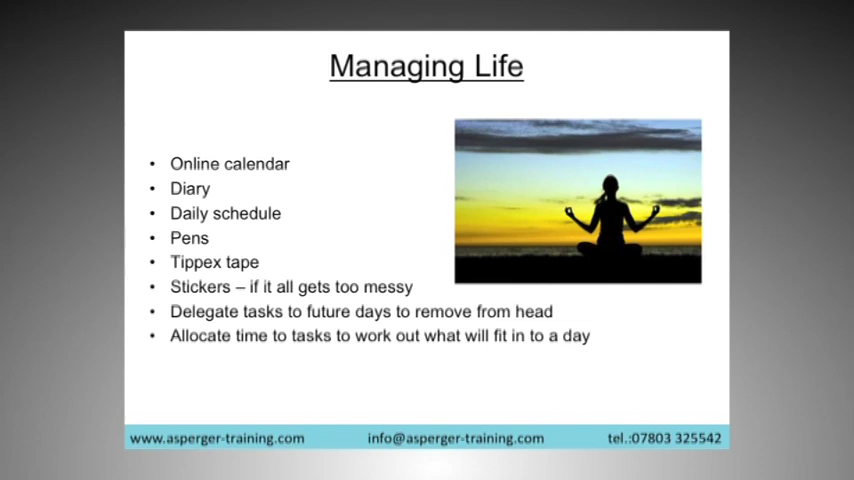 Managing Life
• Online calendar
• Diary
• Daily schedule
• Pens
• Tippex tape
• Stickers – if it all gets too messy
• Delegate tasks to future days to remove from head
• Allocate time to tasks to work out what will fit in to a day
www.asperger-training.com info@asperger-training.com tel.:07803 325542